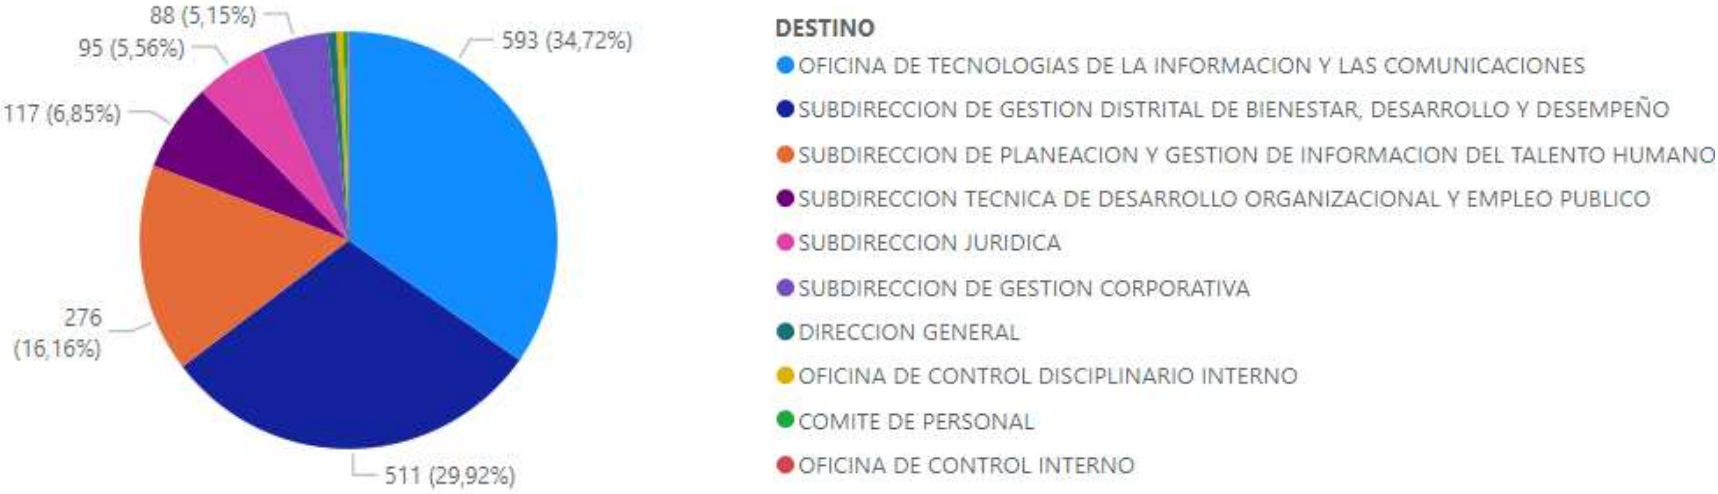 88 (5,15%)
95 (5,56%)
117 (6,85%)
276
(16,16%)
593 (34,72%)
511 (29,92%)
DESTINO
OFICINA DE TECNOLOGIAS DE LA INFORMACION Y LAS COMUNICACIONES
SUBDIRECCION DE GESTION DISTRITAL DE BIENESTAR, DESARROLLO Y DESEMPEÑO
SUBDIRECCION DE PLANEACION Y GESTION DE INFORMACION DEL TALENTO HUMANO
SUBDIRECCION TECNICA DE DESARROLLO ORGANIZACIONAL Y EMPLEO PUBLICO
SUBDIRECCION JURIDICA
SUBDIRECCION DE GESTION CORPORATIVA
DIRECCION GENERAL
OFICINA DE CONTROL DISCIPLINARIO INTERNO
COMITE DE PERSONAL
OFICINA DE CONTROL INTERNO